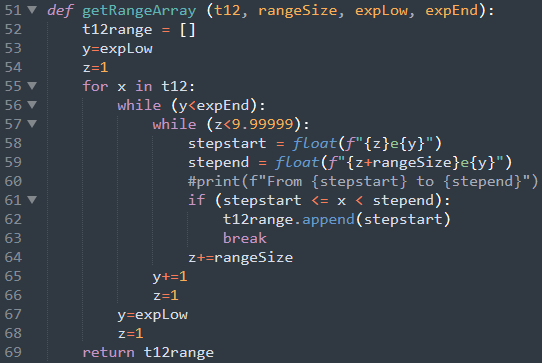 51 ▼ def getRangeArray (t12, rangeSize, expLow, expEnd):
52     t12range = []
53     y=expLow
54     z=1
55 ▼     for x in t12:
56 ▼         while (y<expEnd):
57 ▼             while (z<9.99999):
58                 stepstart = float(f"{z}e{y}")
59                 stepend = float(f"{z+rangeSize}e{y}")
60                 #print(f"From {stepstart} to {stepend}")
61 ▼                 if (stepstart <= x < stepend):
62                     t12range.append(stepstart)
63                     break
64                 z+=rangeSize
65             y+=1
66             z=1
67         y=expLow
68         z=1
69     return t12range